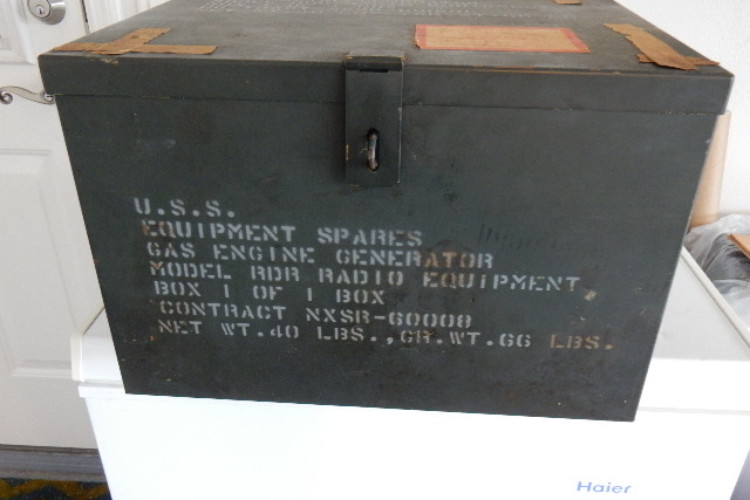 U.S.S.
EQUIPMENT SPARES
GAS ENGINE GENERATOR
MODEL RDR RADIO EQUIPMENT
BOX 1 OF 1 BOX
CONTRACT NXSR-60008
NET WT.40 LBS.,GR.WT.66 LBS.
Haier